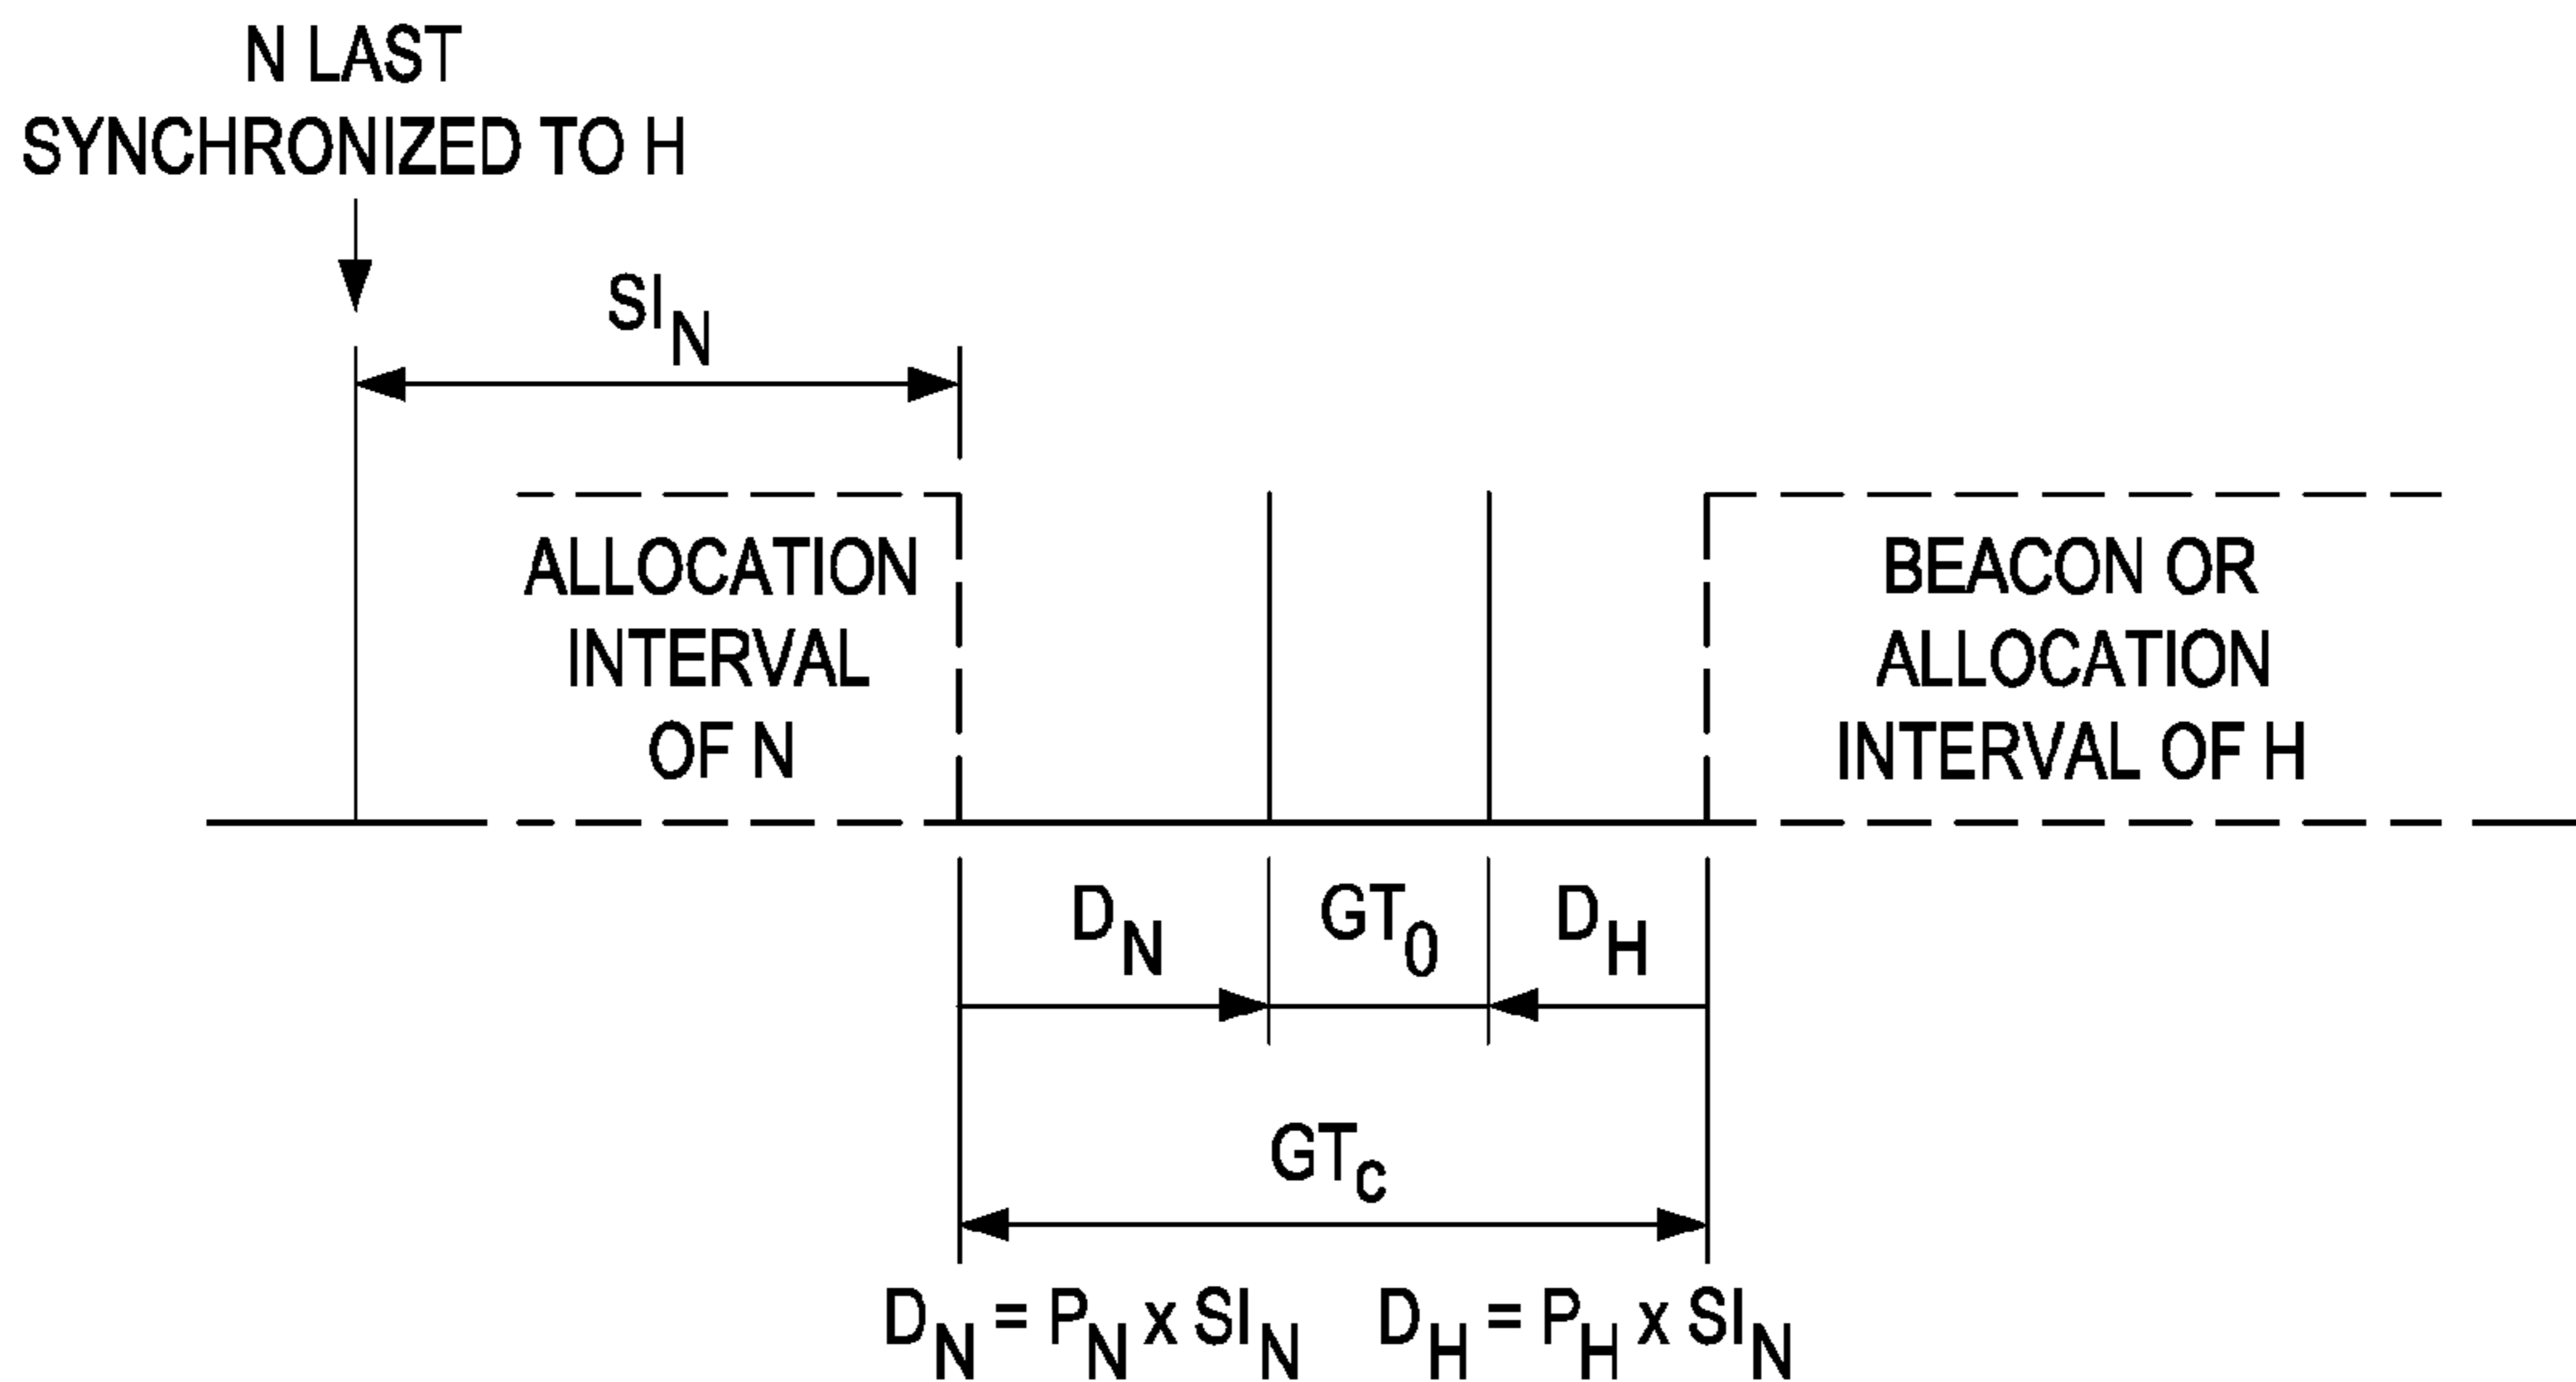 N LAST
SYNCHRONIZED TO H
SI_N
ALLOCATION
INTERVAL
OF N
BEACON OR
ALLOCATION
INTERVAL OF H
D_N GT_0 D_H
GT_c
D_N = P_N x SI_N D_H = P_H x SI_N